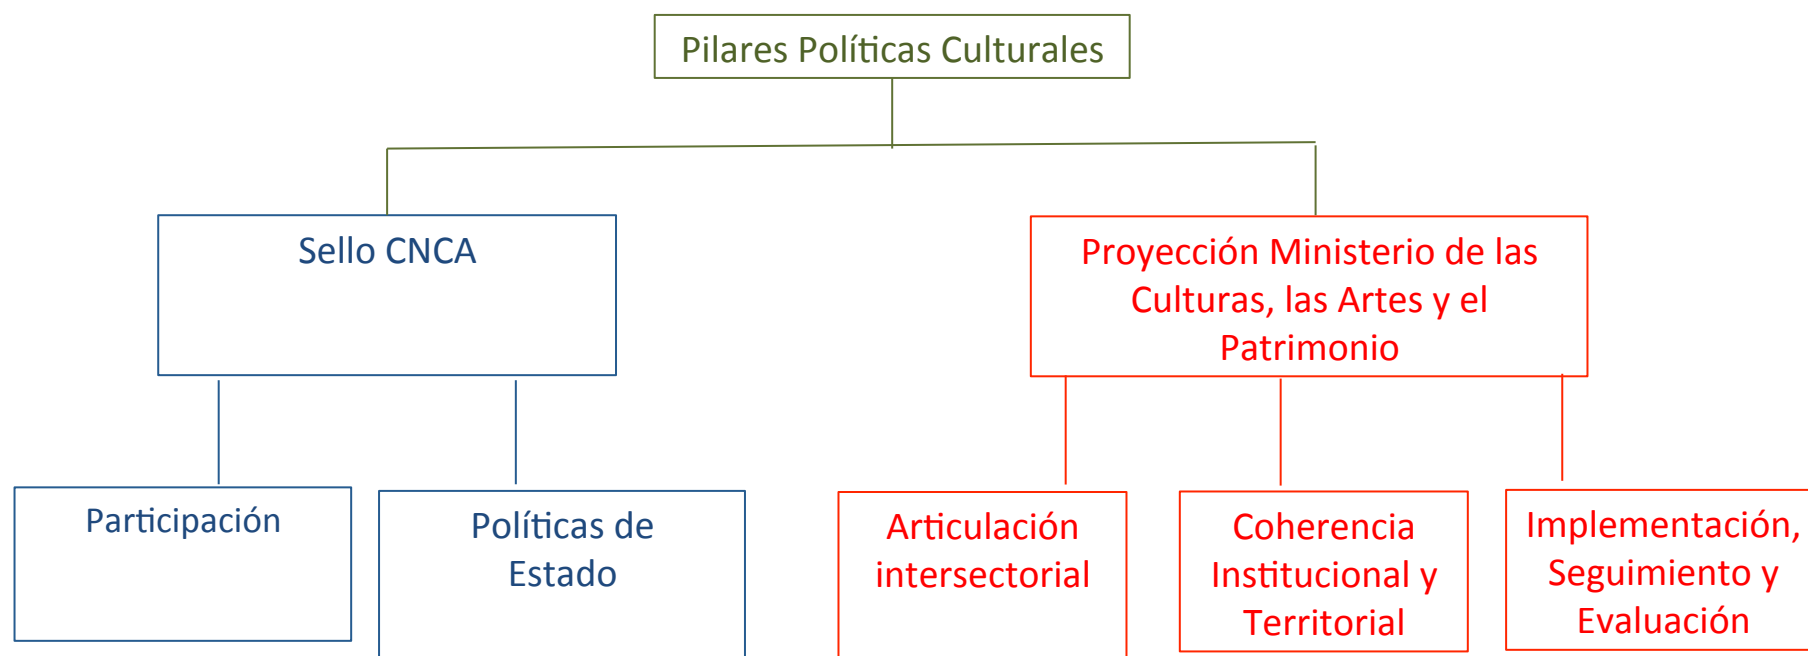 Pilares Políticas Culturales
Sello CNCA
Proyección Ministerio de las
Culturas, las Artes y el
Patrimonio
Participación
Políticas de
Estado
Articulación
intersectorial
Coherencia
Institucional y
Territorial
Implementación,
Seguimiento y
Evaluación